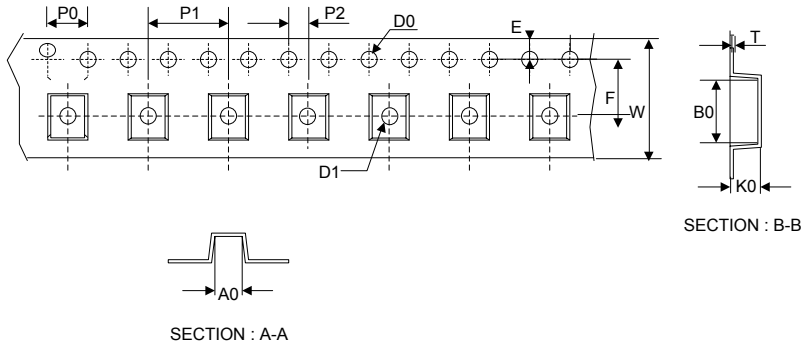 P0 P1 P2 D0 E T
F W
B0
D1
K0
SECTION : B-B
A0
SECTION : A-A